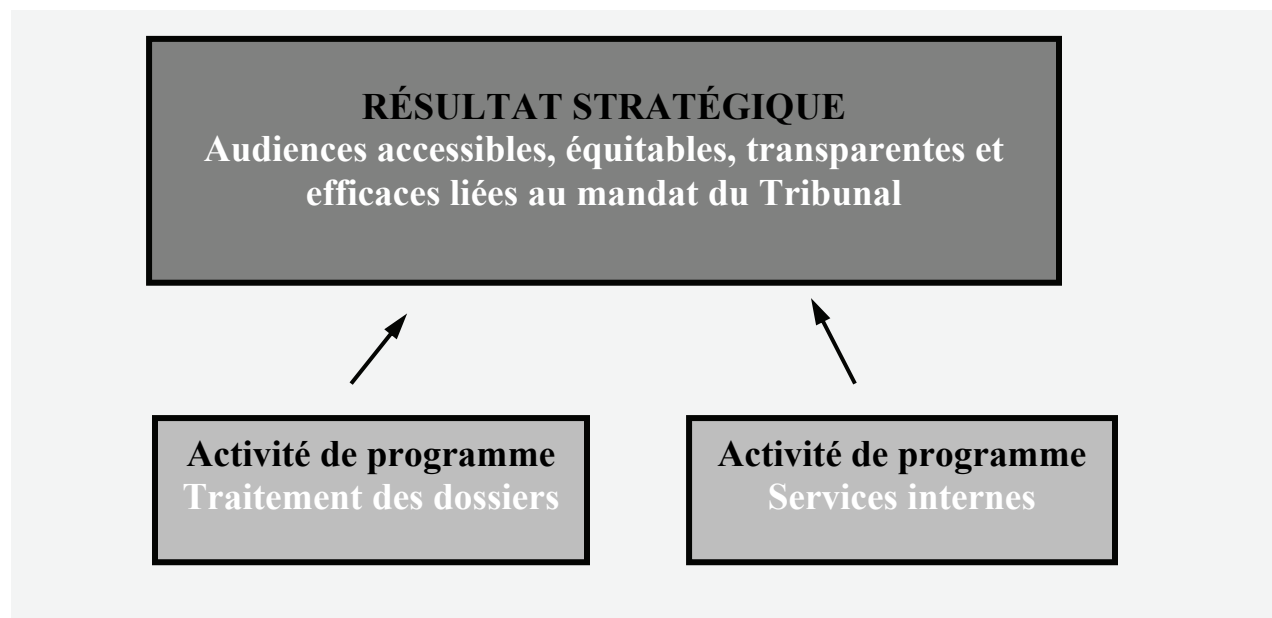 RÉSULTAT STRATÉGIQUE
Audiences accessibles, équitables, transparentes et
efficaces liées au mandat du Tribunal
Activité de programme
Traitement des dossiers
Activité de programme
Services internes